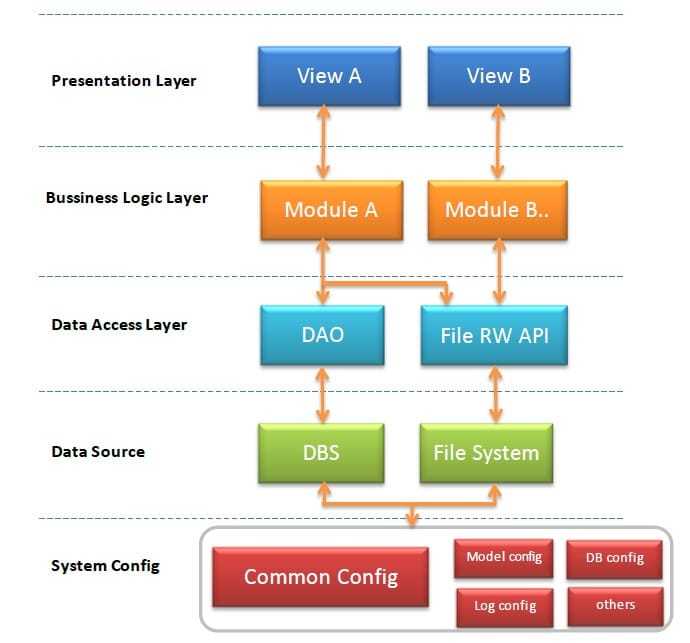 View A
View B
Presentation Layer
Bussiness Logic Layer
Module A
Module B..
Data Access Layer
DAO
File RW API
Data Source
DBS
File System
System Config
Common Config
Model config
DB config
Log config
others